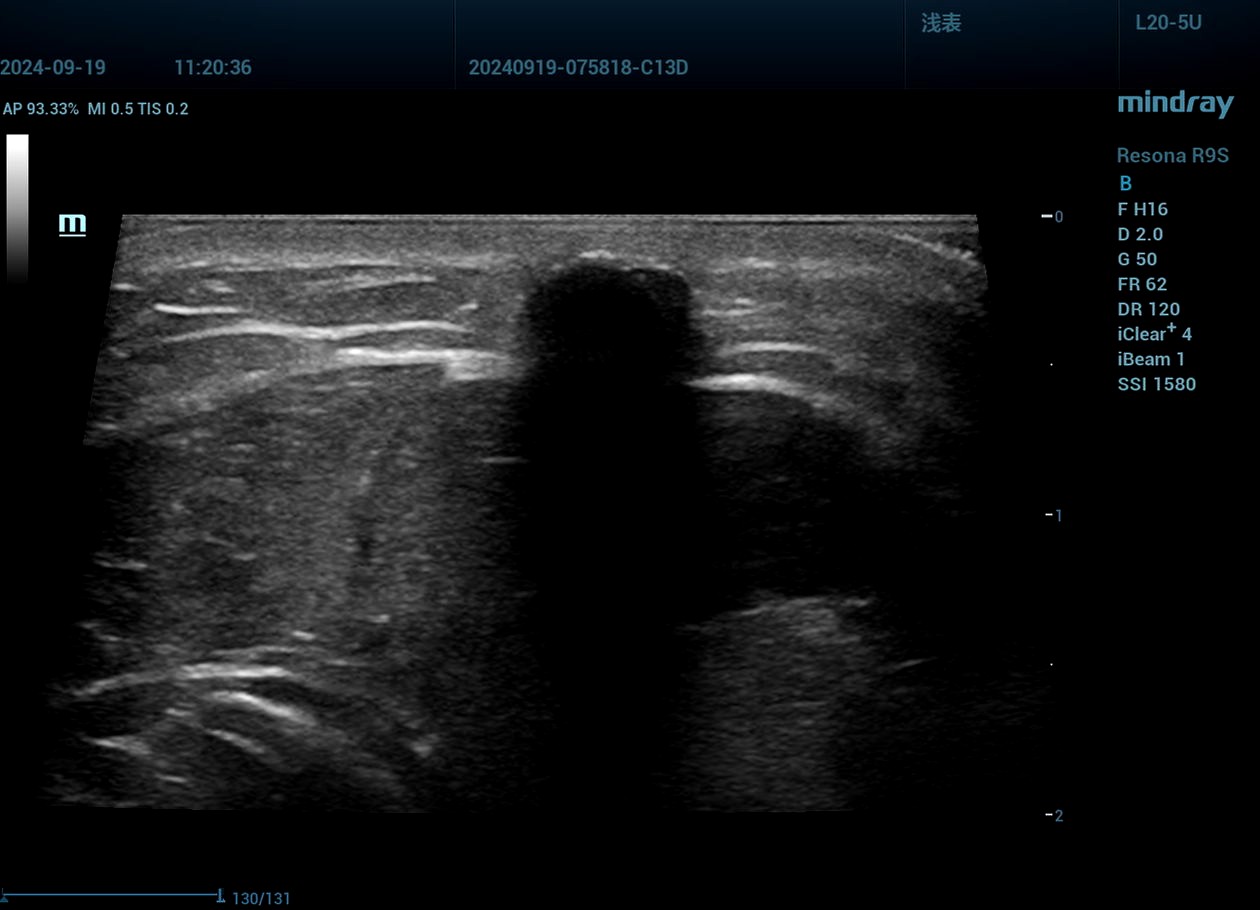 浅表
L20-5U
2024-09-19 11:20:36 20240919-075818-C13D
AP 93.33% MI 0.5 TIS 0.2
mindray
Resona R9S
m
B
F H16
D 2.0
G 50
FR 62
DR 120
iClear+ 4
iBeam 1
SSI 1580
0
1
2
130/131